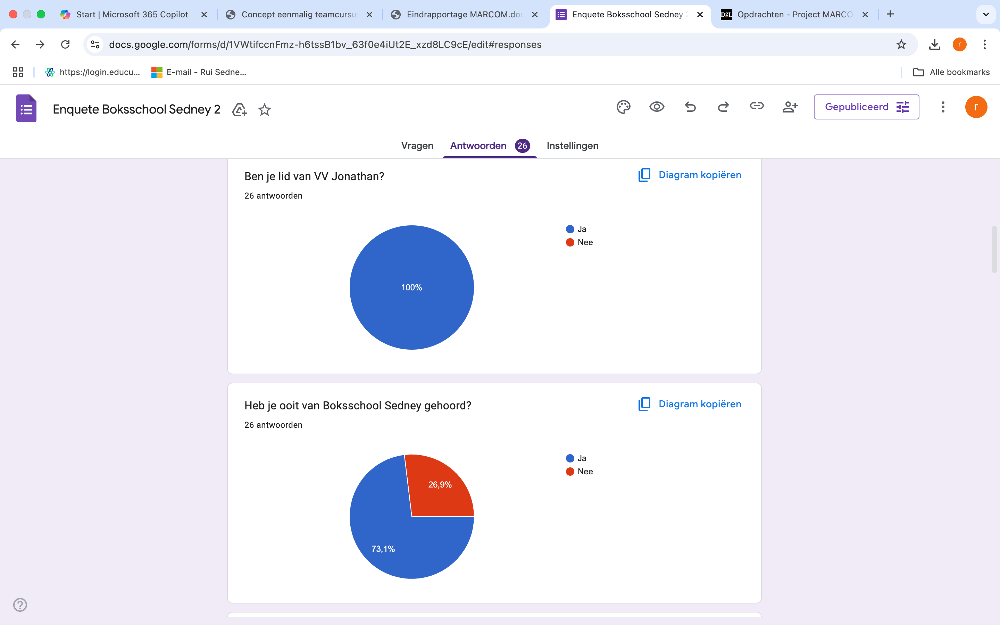 Start | Microsoft 365 Copilot
Concept eenmalig teamcursu
Eindrapportage MARCOM.doc
Enquete Boksschool Sedney 2
D2L
Opdrachten - Project MARCO
docs.google.com/forms/d/1VWtifccnFmz-h6tssB1bv_63f0e4iUt2E_xzd8LC9cE/edit#responses
r
https://login.educu...
E-mail - Rui Sedne...
Alle bookmarks
Enquete Boksschool Sedney 2
Gepubliceerd
r
Vragen
Antwoorden
26
Instellingen
Ben je lid van VV Jonathan?
Diagram kopiëren
26 antwoorden
Ja
Nee
100%
Heb je ooit van Boksschool Sedney gehoord?
Diagram kopiëren
26 antwoorden
Ja
Nee
26,9%
73,1%